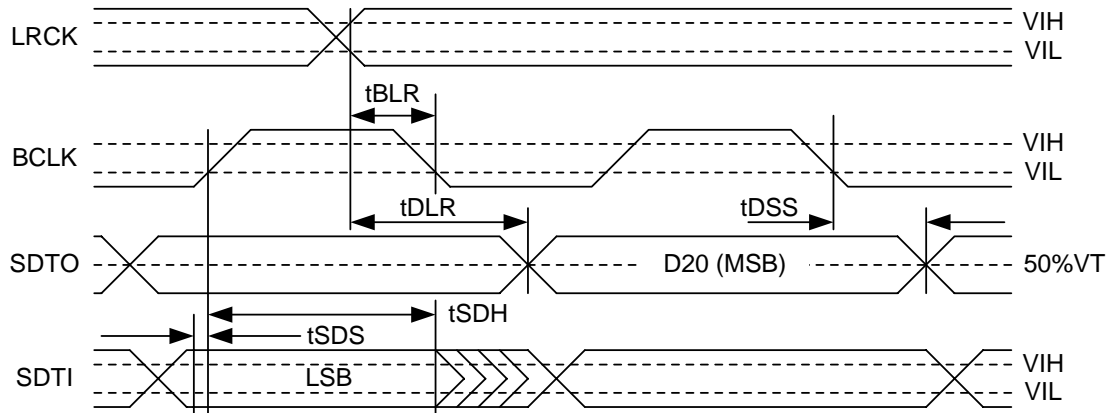 LRCK
VIH
VIL
tBLR
BCLK
VIH
VIL
tDLR
tDSS
SDTO
D20 (MSB)
50%VT
tSDH
tSDS
SDTI
LSB
VIH
VIL